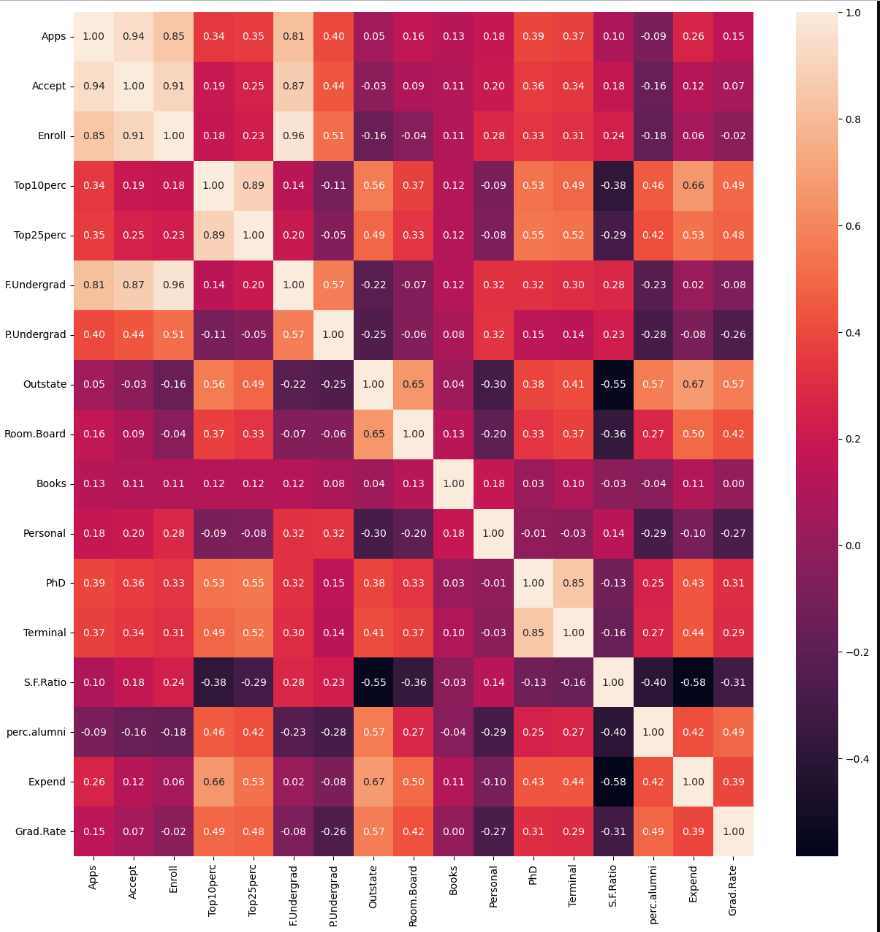 Apps 1.00 0.94 0.85 0.34 0.35 0.81 0.40 0.05 0.16 0.13 0.18 0.39 0.37 0.10 -0.09 0.26 0.15
Accept 0.94 1.00 0.91 0.19 0.25 0.87 0.44 -0.03 0.09 0.11 0.20 0.36 0.34 0.18 -0.16 0.12 0.07
Enroll 0.85 0.91 1.00 0.18 0.23 0.96 0.51 -0.16 -0.04 0.11 0.28 0.33 0.31 0.24 -0.18 0.06 -0.02
Top10perc 0.34 0.19 0.18 1.00 0.89 0.14 -0.11 0.56 0.37 0.12 -0.09 0.53 0.49 -0.38 0.46 0.66 0.49
Top25perc 0.35 0.25 0.23 0.89 1.00 0.20 -0.05 0.49 0.33 0.12 -0.08 0.55 0.52 -0.29 0.42 0.53 0.48
F.Undergrad 0.81 0.87 0.96 0.14 0.20 1.00 0.57 -0.22 -0.07 0.12 0.32 0.32 0.30 0.28 -0.23 0.02 -0.08
P.Undergrad 0.40 0.44 0.51 -0.11 -0.05 0.57 1.00 -0.25 -0.06 0.08 0.32 0.15 0.14 0.23 -0.28 -0.08 -0.26
Outstate 0.05 -0.03 -0.16 0.56 0.49 -0.22 -0.25 1.00 0.65 0.04 -0.30 0.38 0.41 -0.55 0.57 0.67 0.57
Room.Board 0.16 0.09 -0.04 0.37 0.33 -0.07 -0.06 0.65 1.00 0.13 -0.20 0.33 0.37 -0.36 0.27 0.50 0.42
Books 0.13 0.11 0.11 0.12 0.12 0.12 0.08 0.04 0.13 1.00 0.18 0.03 0.10 -0.03 -0.04 0.11 0.00
Personal 0.18 0.20 0.28 -0.09 -0.08 0.32 0.32 -0.30 -0.20 0.18 1.00 -0.01 -0.03 0.14 -0.29 -0.10 -0.27
PhD 0.39 0.36 0.33 0.53 0.55 0.32 0.15 0.38 0.33 0.03 -0.01 1.00 0.85 -0.13 0.25 0.43 0.31
Terminal 0.37 0.34 0.31 0.49 0.52 0.30 0.14 0.41 0.37 0.10 -0.03 0.85 1.00 -0.16 0.27 0.44 0.29
S.F.Ratio 0.10 0.18 0.24 -0.38 -0.29 0.28 0.23 -0.55 -0.36 -0.03 0.14 -0.13 -0.16 1.00 -0.40 -0.58 -0.31
perc.alumni -0.09 -0.16 -0.18 0.46 0.42 -0.23 -0.28 0.57 0.27 -0.04 -0.29 0.25 0.27 -0.40 1.00 0.42 0.49
Expend 0.26 0.12 0.06 0.66 0.53 0.02 -0.08 0.67 0.50 0.11 -0.10 0.43 0.44 -0.58 0.42 1.00 0.39
Grad.Rate 0.15 0.07 -0.02 0.49 0.48 -0.08 -0.26 0.57 0.42 0.00 -0.27 0.31 0.29 -0.31 0.49 0.39 1.00
Apps Accept Enroll Top10perc Top25perc F.Undergrad P.Undergrad Outstate Room.Board Books Personal PhD Terminal S.F.Ratio perc.alumni Expend Grad.Rate
1.0
0.8
0.6
0.4
0.2
0.0
−0.2
−0.4